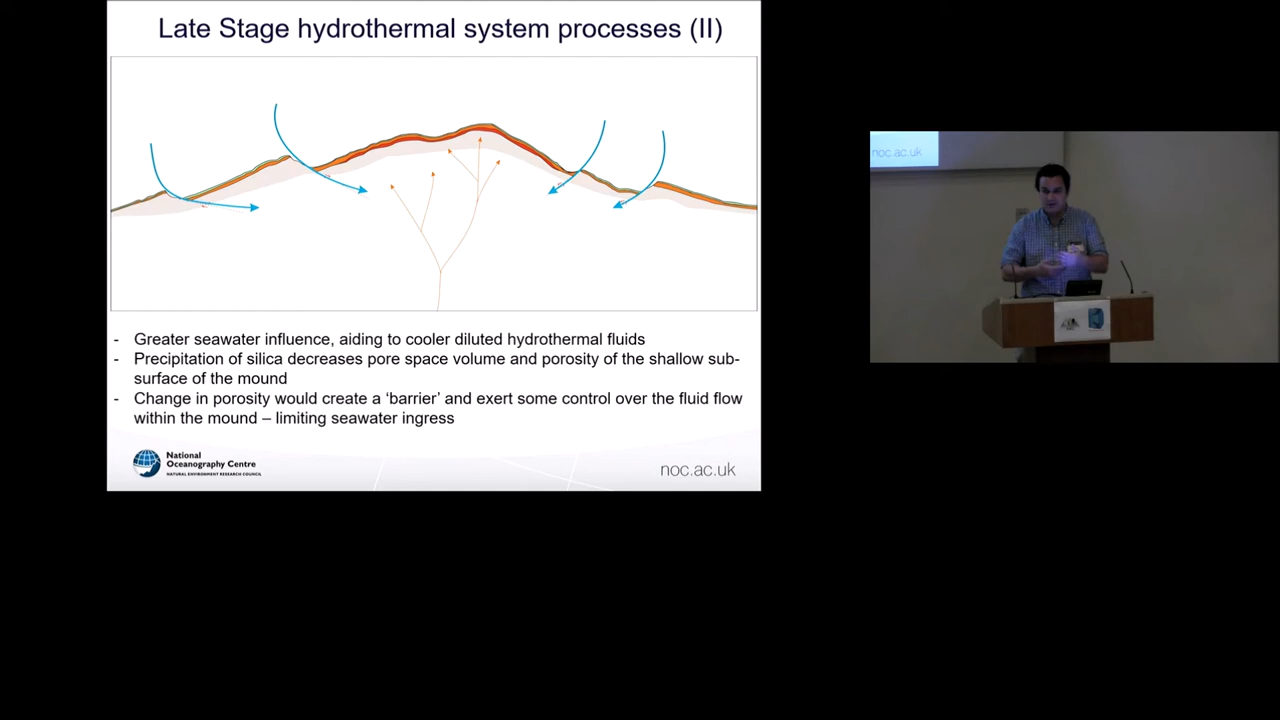 Late Stage hydrothermal system processes (II)
- Greater seawater influence, aiding to cooler diluted hydrothermal fluids
- Precipitation of silica decreases pore space volume and porosity of the shallow sub-
surface of the mound
- Change in porosity would create a ‘barrier’ and exert some control over the fluid flow
within the mound – limiting seawater ingress
National
Oceanography Centre
NATURAL ENVIRONMENT RESEARCH COUNCIL
noc.ac.uk
noc.ac.uk